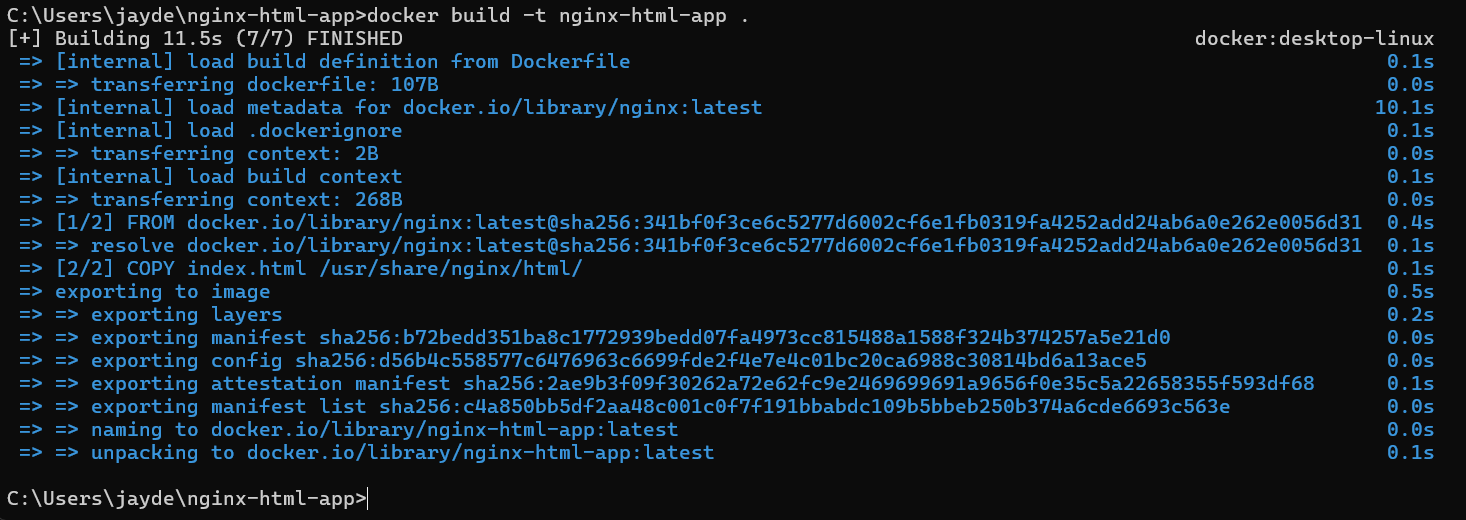 C:\Users\jayde\nginx-html-app>docker build -t nginx-html-app .
[+] Building 11.5s (7/7) FINISHED docker:desktop-linux
=> [internal] load build definition from Dockerfile 0.1s
=> => transferring dockerfile: 107B 0.0s
=> [internal] load metadata for docker.io/library/nginx:latest 10.1s
=> [internal] load .dockerignore 0.1s
=> => transferring context: 2B 0.0s
=> [internal] load build context 0.1s
=> => transferring context: 268B 0.0s
=> [1/2] FROM docker.io/library/nginx:latest@sha256:341bf0f3ce6c5277d6002cf6e1fb0319fa4252add24ab6a0e262e0056d31 0.4s
=> => resolve docker.io/library/nginx:latest@sha256:341bf0f3ce6c5277d6002cf6e1fb0319fa4252add24ab6a0e262e0056d31 0.1s
=> [2/2] COPY index.html /usr/share/nginx/html/ 0.1s
=> exporting to image 0.5s
=> => exporting layers 0.2s
=> => exporting manifest sha256:b72bedd351ba8c1772939bedd07fa4973cc815488a1588f324b374257a5e21d0 0.0s
=> => exporting config sha256:d56b4c558577c6476963c6699fde2f4e7e4c01bc20ca6988c30814bd6a13ace5 0.0s
=> => exporting attestation manifest sha256:2ae9b3f09f30262a72e62fc9e2469699691a9656f0e35c5a22658355f593df68 0.1s
=> => exporting manifest list sha256:c4a850bb5df2aa48c001c0f7f191bbabdc109b5bbeb250b374a6cde6693c563e 0.0s
=> => naming to docker.io/library/nginx-html-app:latest 0.0s
=> => unpacking to docker.io/library/nginx-html-app:latest 0.1s
C:\Users\jayde\nginx-html-app>